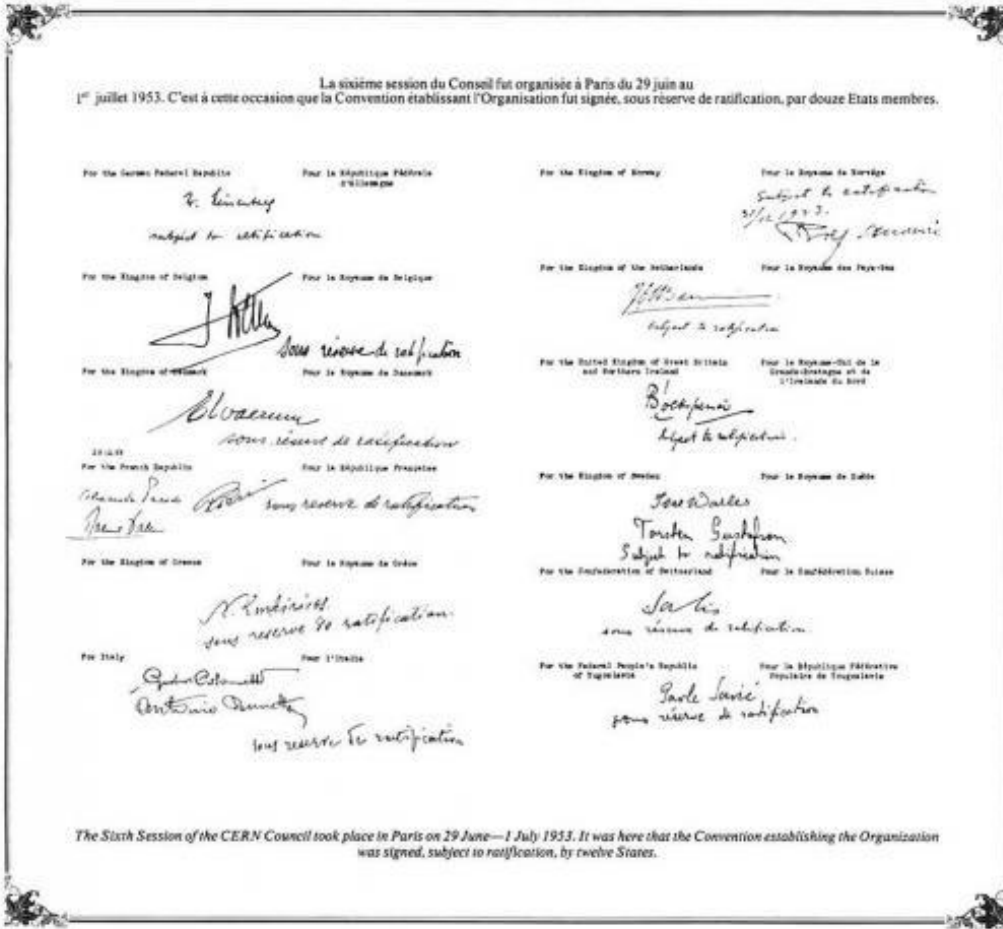 La sixième session du Conseil fut organisée à Paris du 29 juin au
1er juillet 1953. C'est à cette occasion que la Convention établissant l'Organisation fut signée, sous réserve de ratification, par douze Etats membres.
For the German Federal Republic
Pour la République Fédérale
d'Allemagne
subject to ratification
For the Kingdom of Belgium
Pour le Royaume de Belgique
sous réserve de ratification
For the Kingdom of Denmark
Pour le Royaume de Danemark
sous réserve de ratification
For the French Republic
Pour la République Française
sous reserve de ratification
For the Kingdom of Greece
Pour le Royaume de Grèce
sous reserve de ratification.
For Italy
Pour l'Italie
sous reserve de ratification
For the Kingdom of Norway
Pour le Royaume de Norvège
Subject to ratification
31/12/1953.
For the Kingdom of the Netherlands
Pour le Royaume des Pays-Bas
subject to ratification
For the United Kingdom of Great Britain
and Northern Ireland
Pour le Royaume-Uni de la
Grande-Bretagne et de
l'Irelande du Nord
subject to ratification.
For the Kingdom of Sweden
Pour le Royaume de Suède
Torsten Gustafson
Subject to ratification
For the Confederation of Switzerland
Pour la Confédération Suisse
sous réserve de ratification
For the Federal People's Republic
of Yugoslavia
Pour la République Fédérative
Populaire de Yougoslavie
Pavle Savić
sous réserve de ratification
The Sixth Session of the CERN Council took place in Paris on 29 June—1 July 1953. It was here that the Convention establishing the Organization
was signed, subject to ratification, by twelve States.